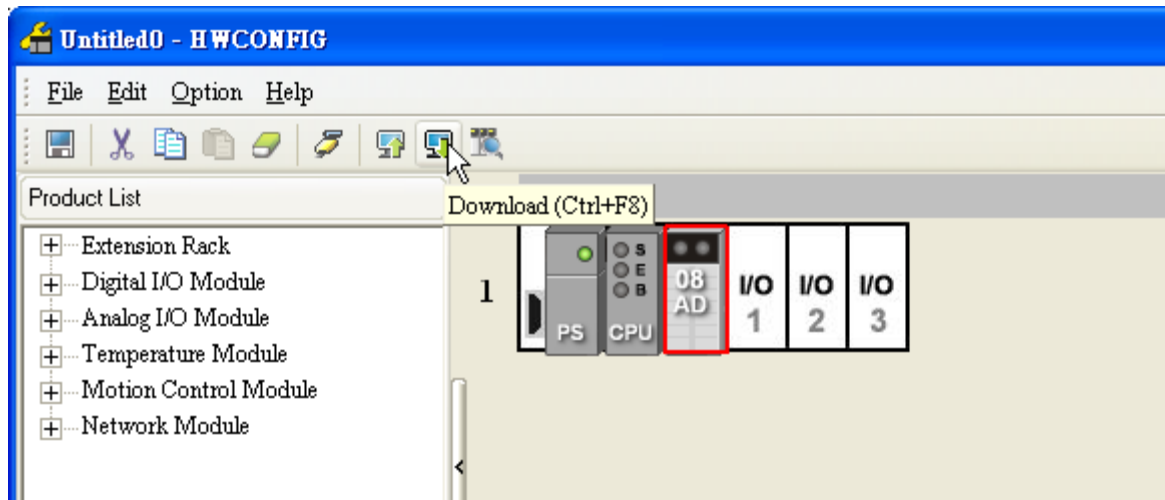 Untitled0 - HWCONFIG
File Edit Option Help
Product List
Download (Ctrl+F8)
Extension Rack
Digital I/O Module
Analog I/O Module
Temperature Module
Motion Control Module
Network Module
1
PS
CPU
S
E
B
08
AD
I/O
1
I/O
2
I/O
3